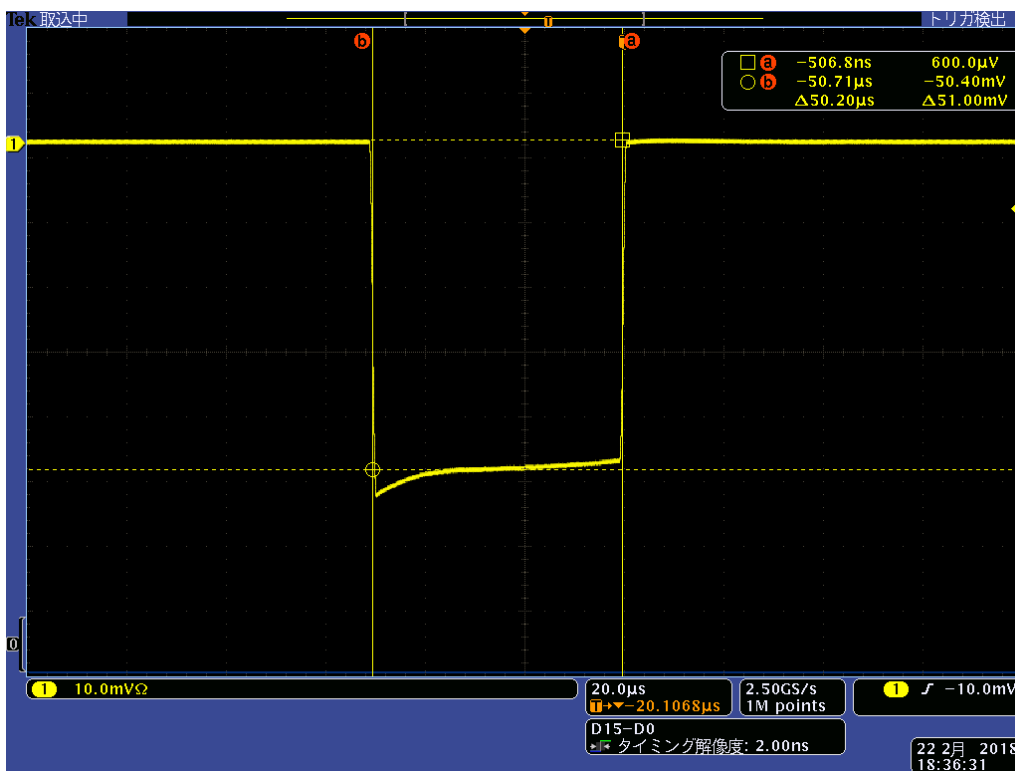 Tek 取込中
トリガ検出
T
b
T a
a −506.8ns 600.0µV
b −50.71µs −50.40mV
Δ50.20µs Δ51.00mV
1
0
1 10.0mVΩ
20.0µs
T→▼−20.1068µs
2.50GS/s
1M points
1 ∫ −10.0mV
D15−D0
タイミング解像度: 2.00ns
22 2月 2018
18:36:31